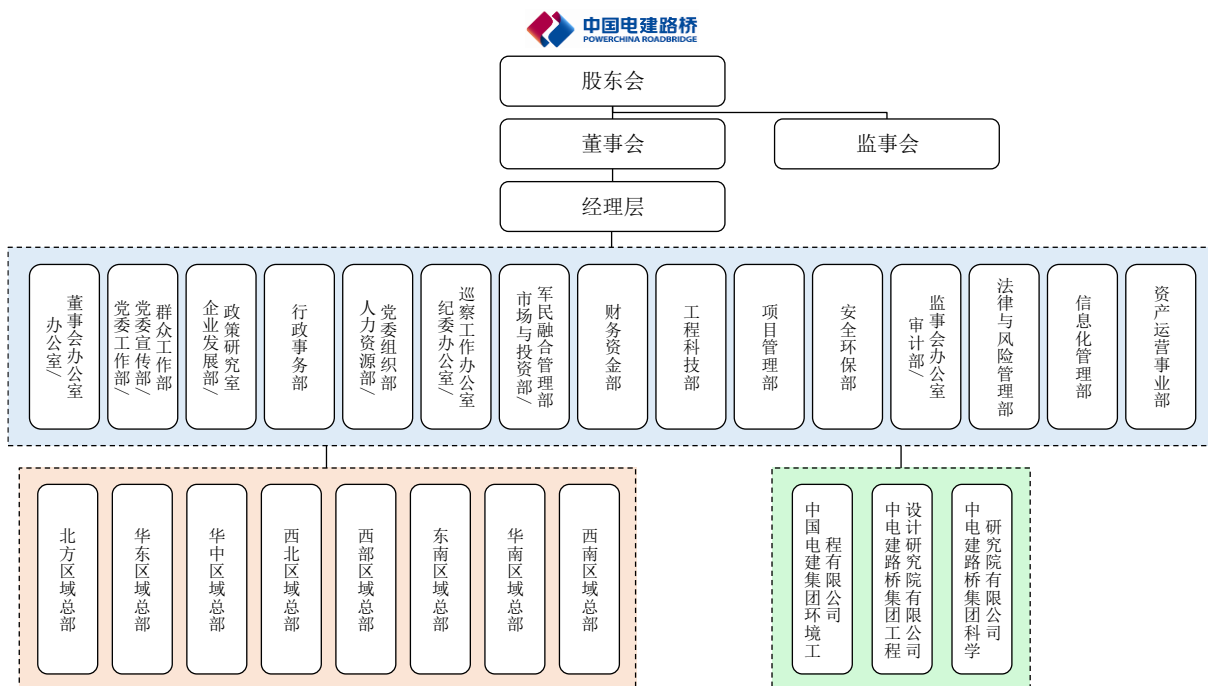 中国电建路桥
POWERCHINA ROADBRIDGE
股东会
董事会
监事会
经理层
办公室/
董事会办公室
党委工作部/
党委宣传部/
群众工作部
企业发展部/
政策研究室
行政事务部
人力资源部/
党委组织部
纪委办公室/
巡察工作办公室
市场与投资部/
军民融合管理部
财务资金部
工程科技部
项目管理部
安全环保部
审计部/
监事会办公室
法律与风险管理部
信息化管理部
资产运营事业部
北方区域总部
华东区域总部
华中区域总部
西北区域总部
西部区域总部
东南区域总部
华南区域总部
西南区域总部
中国电建集团环境工
程有限公司
中电建路桥集团工程
设计研究院有限公司
中电建路桥集团科学
研究院有限公司